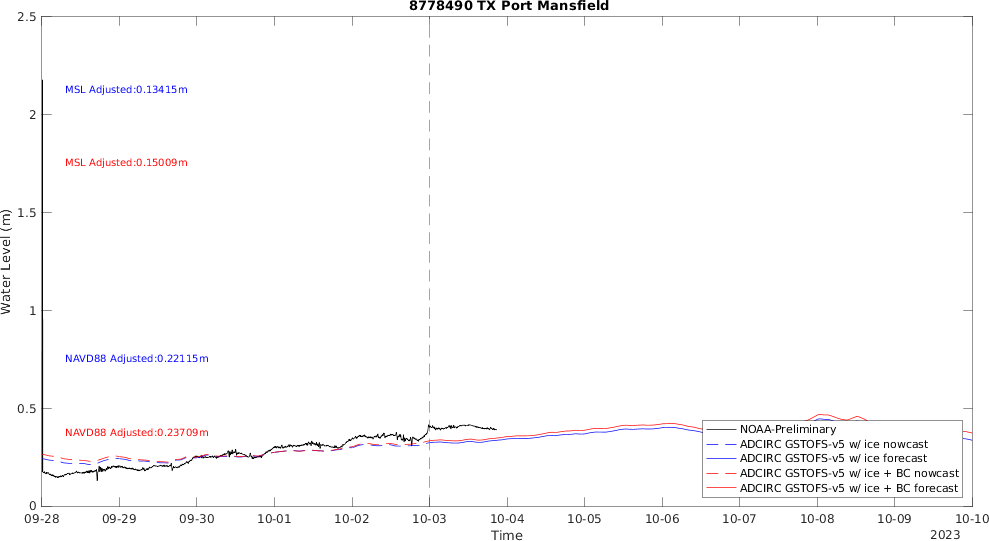 8778490 TX Port Mansfield
2.5
2
1.5
1
0.5
0
Water Level (m)
MSL Adjusted:0.13415m
MSL Adjusted:0.15009m
NAVD88 Adjusted:0.22115m
NAVD88 Adjusted:0.23709m
NOAA-Preliminary
ADCIRC GSTOFS-v5 w/ ice nowcast
ADCIRC GSTOFS-v5 w/ ice forecast
ADCIRC GSTOFS-v5 w/ ice + BC nowcast
ADCIRC GSTOFS-v5 w/ ice + BC forecast
09-28 09-29 09-30 10-01 10-02 10-03 10-04 10-05 10-06 10-07 10-08 10-09 10-10
Time
2023